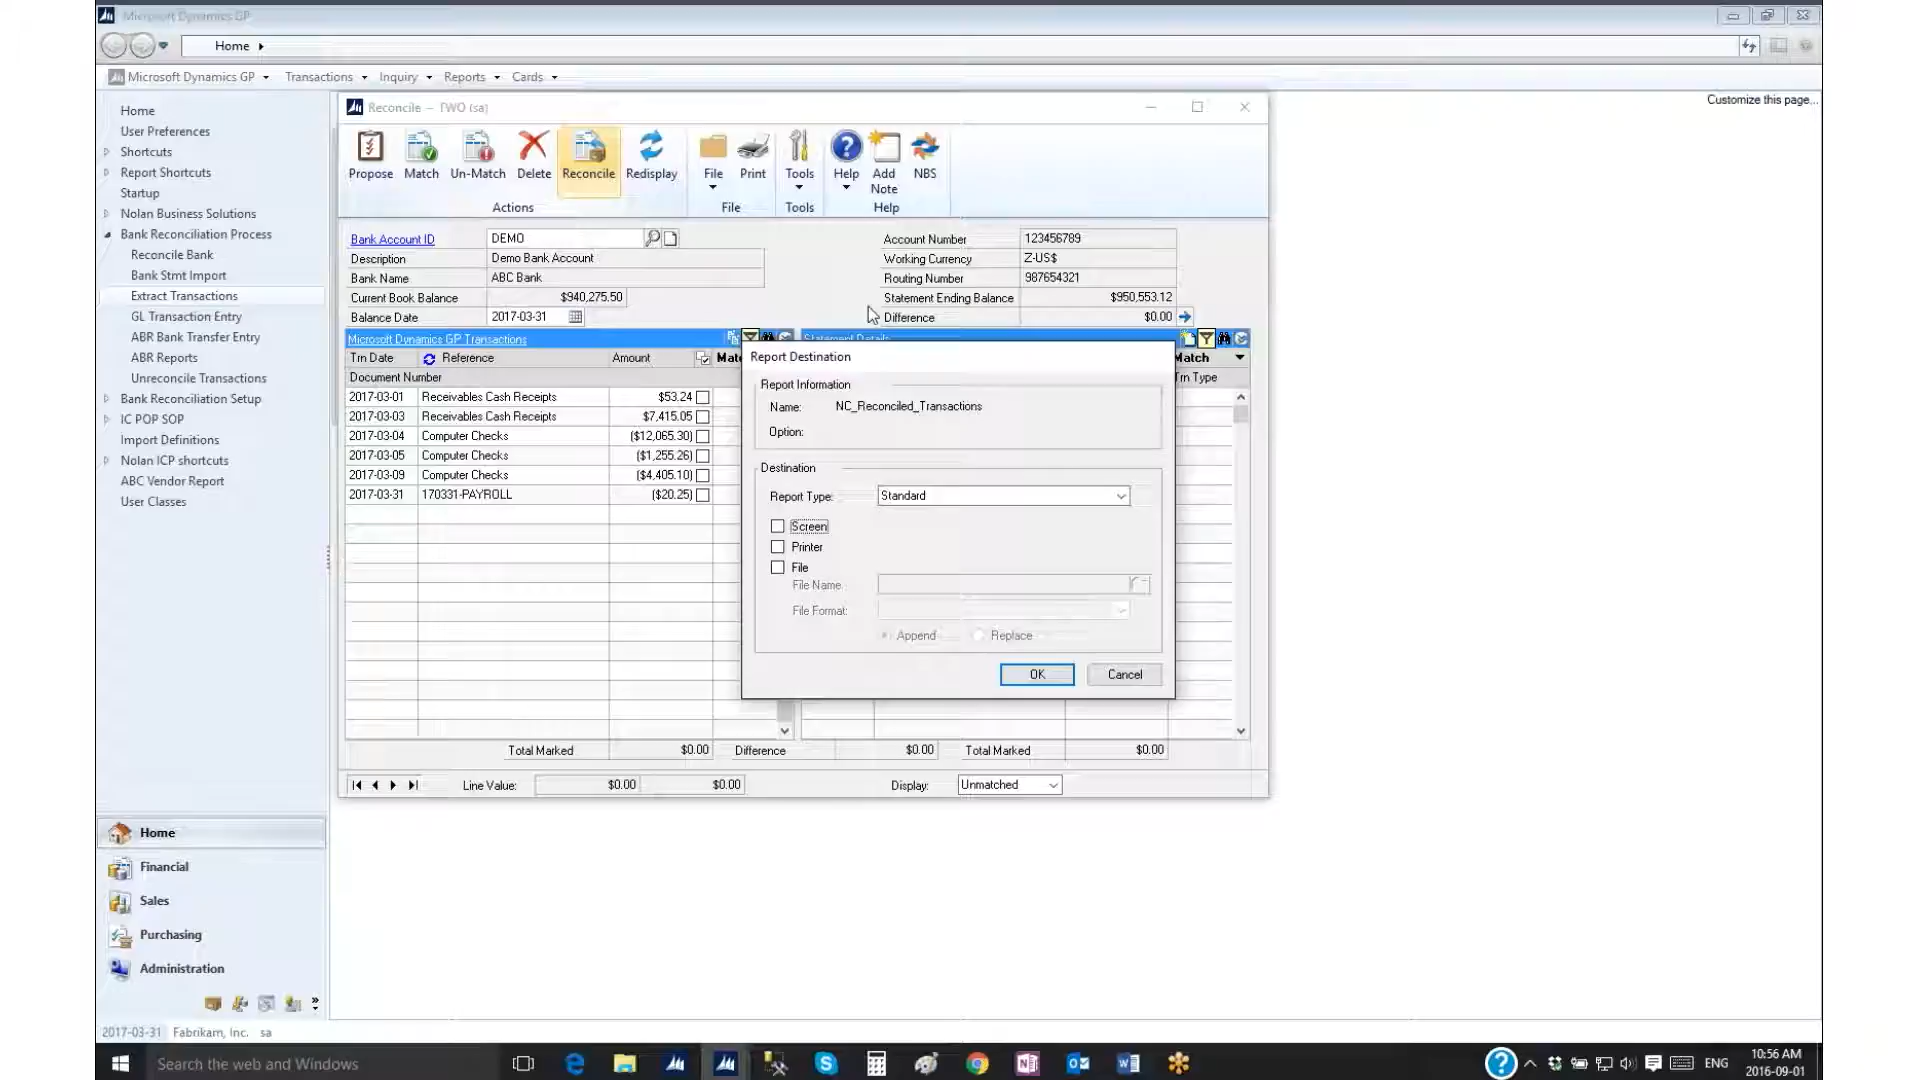 Microsoft Dynamics GP
Home
Microsoft Dynamics GP Transactions Inquiry Reports Cards
Customize this page...
Home
User Preferences
Shortcuts
Report Shortcuts
Startup
Nolan Business Solutions
Bank Reconciliation Process
Reconcile Bank
Bank Stmt Import
Extract Transactions
GL Transaction Entry
ABR Bank Transfer Entry
ABR Reports
Unreconcile Transactions
Bank Reconciliation Setup
IC POP SOP
Import Definitions
Nolan ICP shortcuts
ABC Vendor Report
User Classes
Home
Financial
Sales
Purchasing
Administration
Reconcile – TWO (sa)
Propose Match Un-Match Delete Reconcile Redisplay File Print Tools Help Add Note NBS
Actions File Tools Help
Bank Account ID DEMO Account Number 123456789
Description Demo Bank Account Working Currency Z-US$
Bank Name ABC Bank Routing Number 987654321
Current Book Balance $940,275.50 Statement Ending Balance $950,553.12
Balance Date 2017-03-31 Difference $0.00
Microsoft Dynamics GP Transactions Statement Details
Trn Date Reference Amount Mat Match
Document Number Trn Type
2017-03-01 Receivables Cash Receipts $53.24
2017-03-03 Receivables Cash Receipts $7,415.05
2017-03-04 Computer Checks ($12,065.30)
2017-03-05 Computer Checks ($1,255.26)
2017-03-09 Computer Checks ($4,405.10)
2017-03-31 170331-PAYROLL ($20.25)
Total Marked $0.00 Difference $0.00 Total Marked $0.00
Line Value: $0.00 $0.00 Display: Unmatched
Report Destination
Report Information
Name: NC_Reconciled_Transactions
Option:
Destination
Report Type: Standard
Screen
Printer
File
File Name
File Format:
Append Replace
OK Cancel
2017-03-31 Fabrikam, Inc. sa
Search the web and Windows
ENG
10:56 AM
2016-09-01